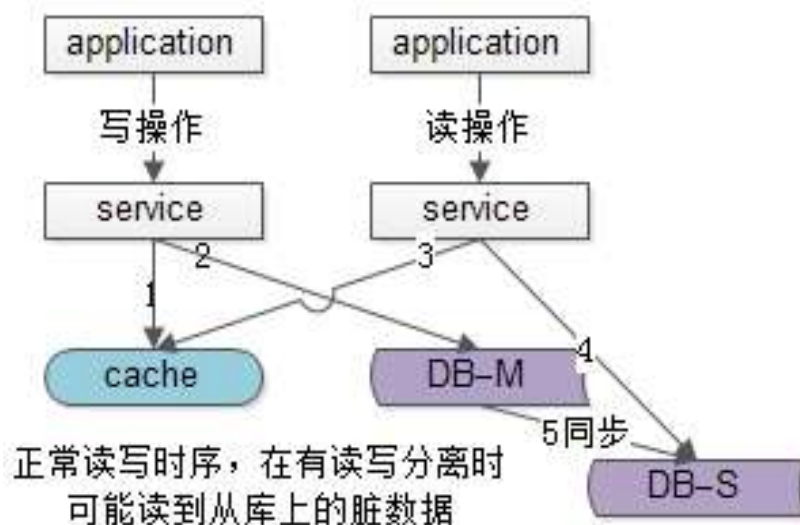 application
application
写操作
读操作
service
service
2
3
1
4
cache
DB-M
5同步
DB-S
正常读写时序，在有读写分离时
可能读到从库上的脏数据